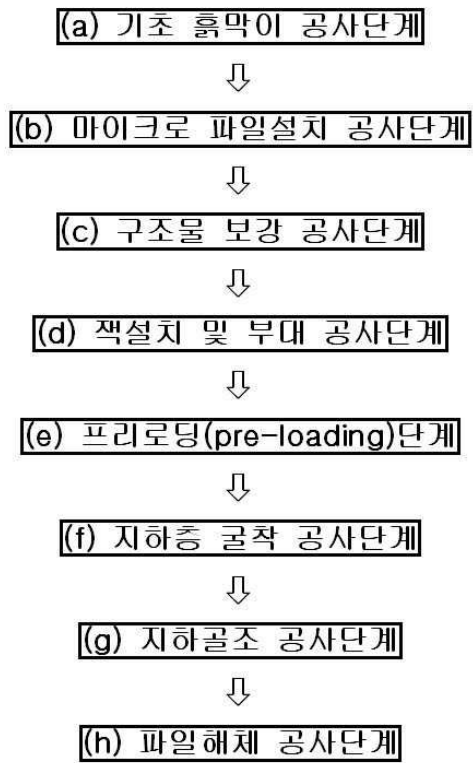 (a) 기초 흙막이 공사단계
(b) 마이크로 파일설치 공사단계
(c) 구조물 보강 공사단계
(d) 잭설치 및 부대 공사단계
(e) 프리로딩(pre-loading)단계
(f) 지하층 굴착 공사단계
(g) 지하골조 공사단계
(h) 파일해체 공사단계